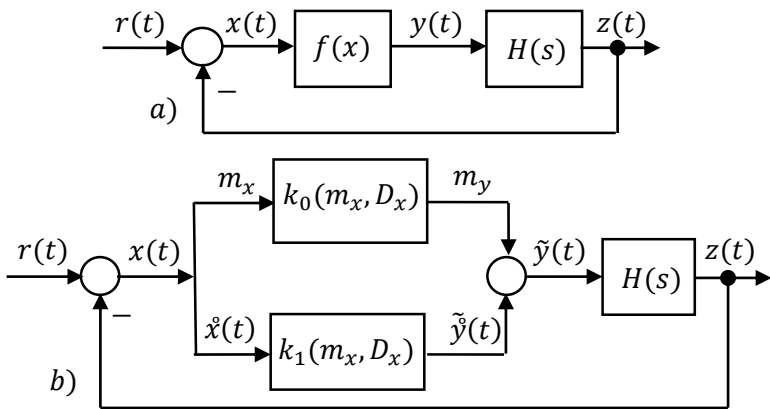 r(t) x(t) f(x) y(t) H(s) z(t)
−
a)
m_x k_0(m_x, D_x) m_y
r(t) x(t) ỹ(t) H(s) z(t)
−
x̊(t) k_1(m_x, D_x) ẙ̃(t)
b)